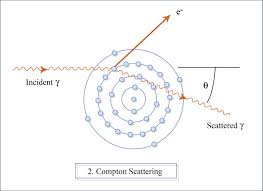 e-
Incident γ
θ
Scattered γ
2. Compton Scattering